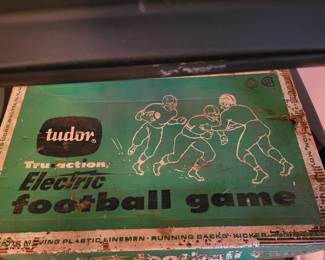 tudor
Tru-action
Electric
football game
MOVING PLASTIC LINEMEN • RUNNING BACKS • KICKER